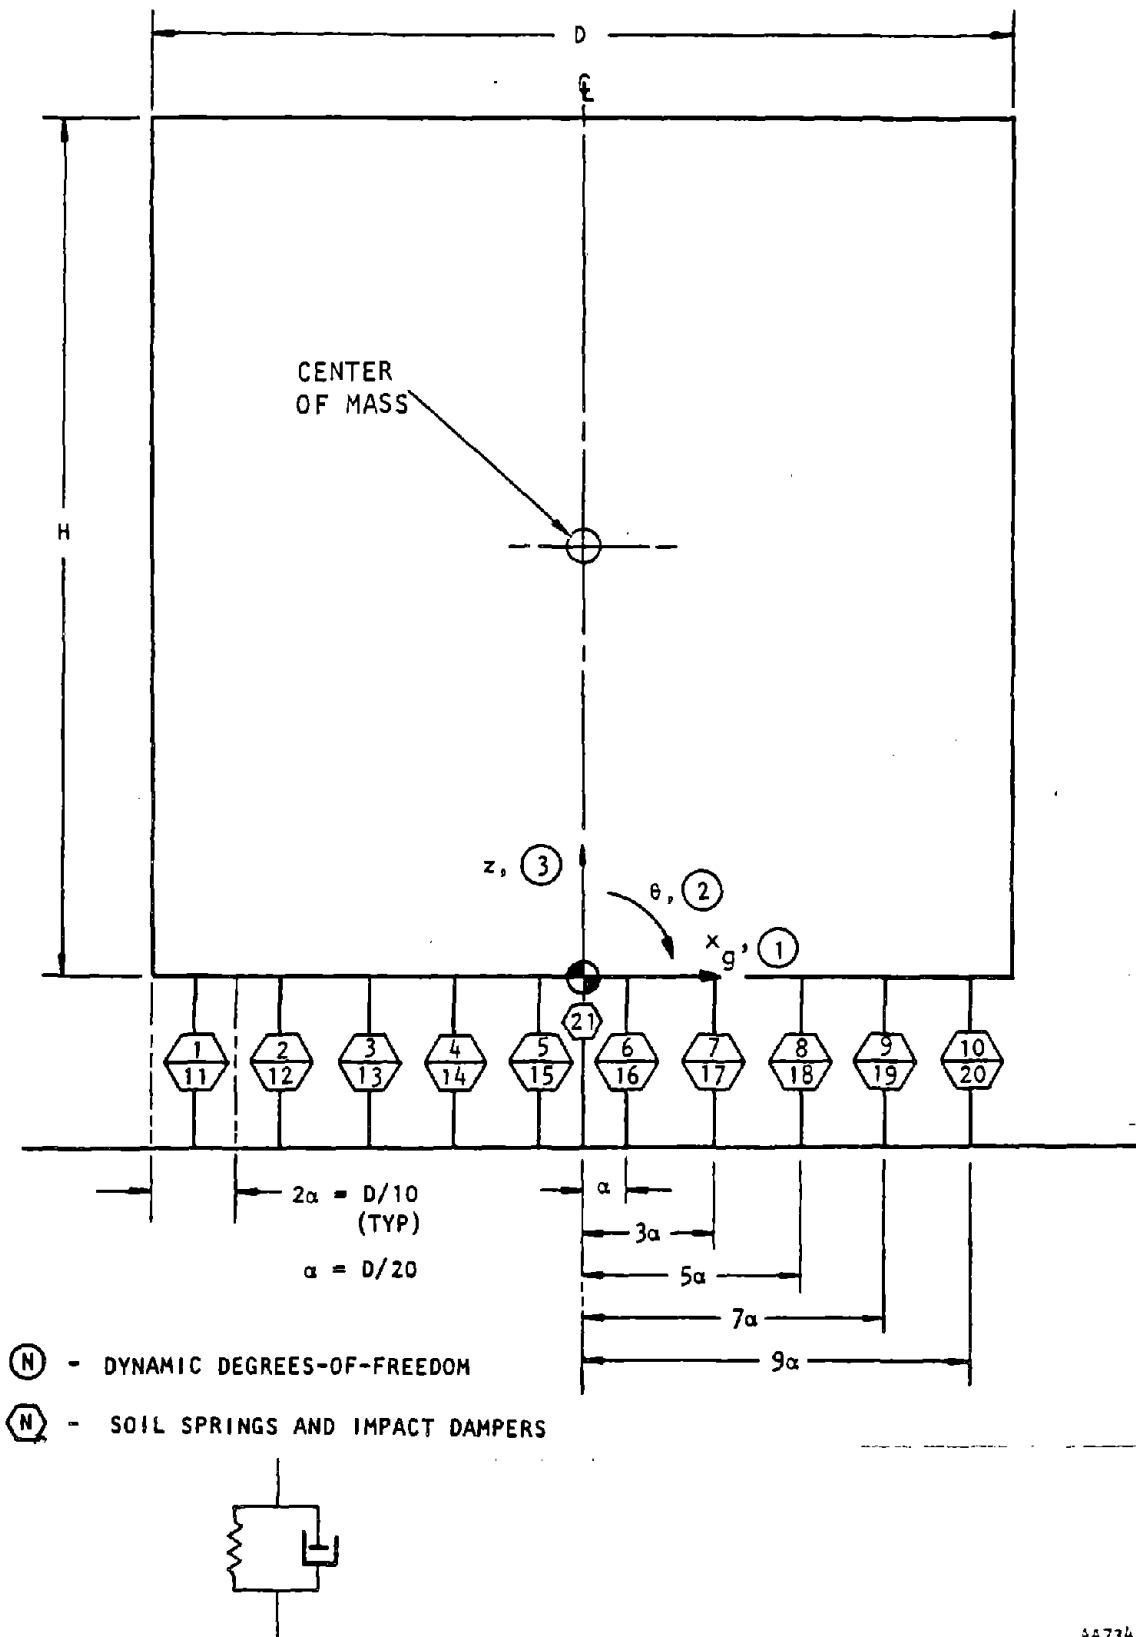 D
℄
CENTER
OF MASS
H
z, 3
θ, 2
x_g, 1
21
1 2 3 4 5 6 7 8 9 10
11 12 13 14 15 16 17 18 19 20
2α = D/10
(TYP)
α
3α
α = D/20
5α
7α
9α
N - DYNAMIC DEGREES-OF-FREEDOM
N - SOIL SPRINGS AND IMPACT DAMPERS
AA734